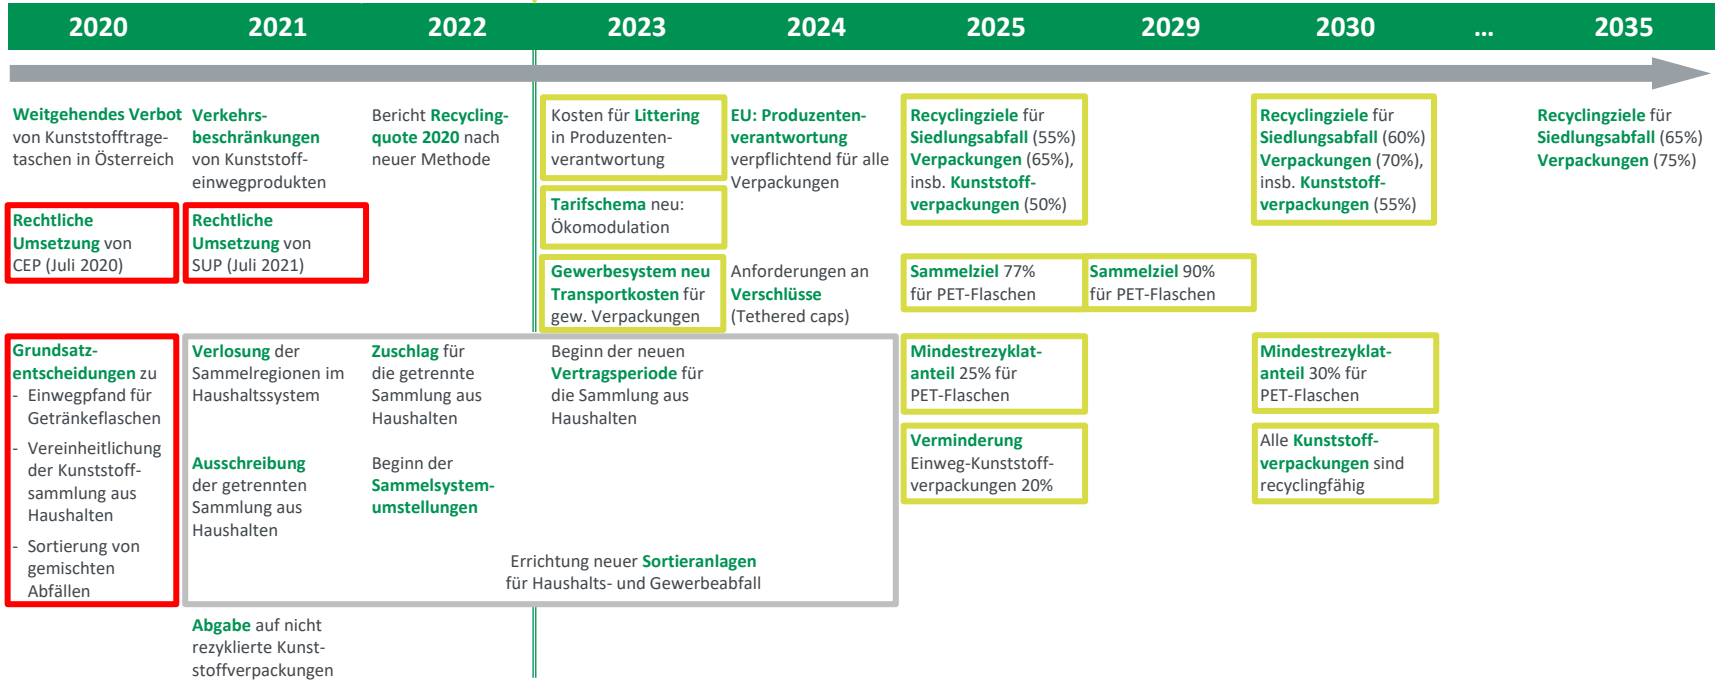 2020
2021
2022
2023
2024
2025
2029
2030
...
2035
Weitgehendes Verbot
von Kunststofftrage-
taschen in Österreich
Rechtliche
Umsetzung von
CEP (Juli 2020)
Grundsatz-
entscheidungen zu
- Einwegpfand für
Getränkeflaschen
- Vereinheitlichung
der Kunststoff-
sammlung aus
Haushalten
- Sortierung von
gemischten
Abfällen
Verkehrs-
beschränkungen
von Kunststoff-
einwegprodukten
Rechtliche
Umsetzung von
SUP (Juli 2021)
Verlosung der
Sammelregionen im
Haushaltssystem
Ausschreibung
der getrennten
Sammlung aus
Haushalten
Abgabe auf nicht
rezyklierte Kunst-
stoffverpackungen
Bericht Recycling-
quote 2020 nach
neuer Methode
Zuschlag für
die getrennte
Sammlung aus
Haushalten
Beginn der
Sammelsystem-
umstellungen
Kosten für Littering
in Produzenten-
verantwortung
Tarifschema neu:
Ökomodulation
Gewerbesystem neu
Transportkosten für
gew. Verpackungen
Beginn der neuen
Vertragsperiode für
die Sammlung aus
Haushalten
Errichtung neuer Sortieranlagen
für Haushalts- und Gewerbeabfall
EU: Produzenten-
verantwortung
verpflichtend für alle
Verpackungen
Anforderungen an
Verschlüsse
(Tethered caps)
Recyclingziele für
Siedlungsabfall (55%)
Verpackungen (65%),
insb. Kunststoff-
verpackungen (50%)
Sammelziel 77%
für PET-Flaschen
Mindestrezyklat-
anteil 25% für
PET-Flaschen
Verminderung
Einweg-Kunststoff-
verpackungen 20%
Sammelziel 90%
für PET-Flaschen
Recyclingziele für
Siedlungsabfall (60%)
Verpackungen (70%),
insb. Kunststoff-
verpackungen (55%)
Mindestrezyklat-
anteil 30% für
PET-Flaschen
Alle Kunststoff-
verpackungen sind
recyclingfähig
Recyclingziele für
Siedlungsabfall (65%)
Verpackungen (75%)